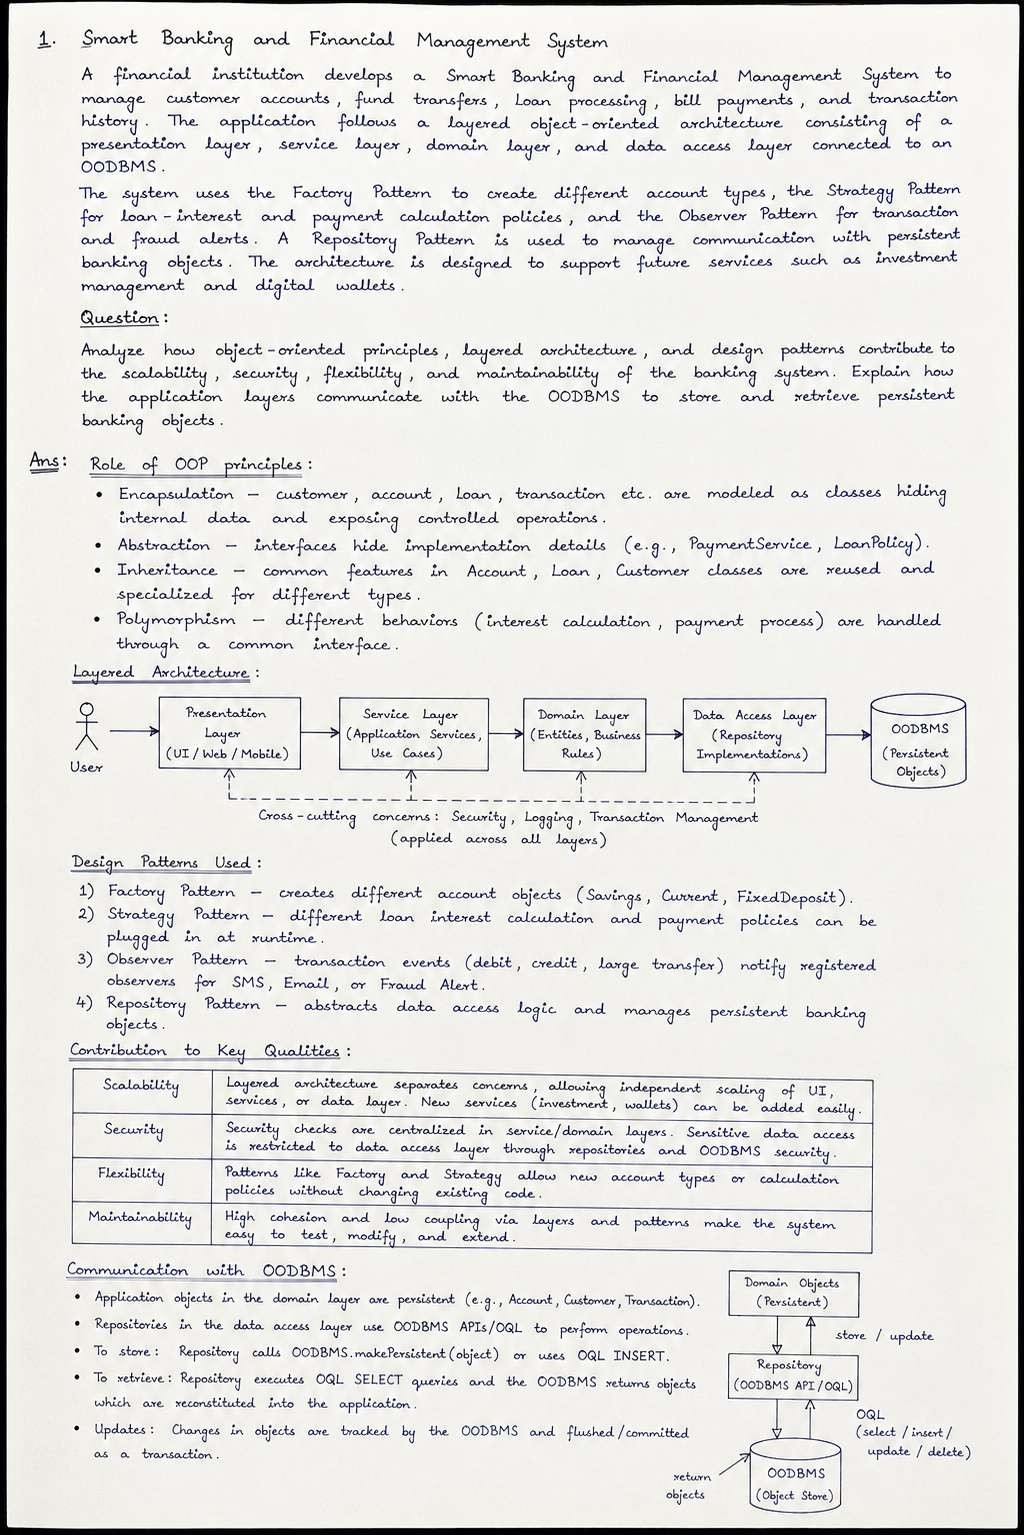 1. Smart Banking and Financial Management System
A financial institution develops a Smart Banking and Financial Management System to
manage customer accounts, fund transfers, Loan processing, bill payments, and transaction
history. The application follows a layered object-oriented architecture consisting of a
presentation layer, service layer, domain layer, and data access layer connected to an
OODBMS.
The system uses the Factory Pattern to create different account types, the Strategy Pattern
for loan-interest and payment calculation policies, and the Observer Pattern for transaction
and fraud alerts. A Repository Pattern is used to manage communication with persistent
banking objects. The architecture is designed to support future services such as investment
management and digital wallets.
Question:
Analyze how object-oriented principles, layered architecture, and design patterns contribute to
the scalability, security, flexibility, and maintainability of the banking system. Explain how
the application layers communicate with the OODBMS to store and retrieve persistent
banking objects.
Ans: Role of OOP principles:
• Encapsulation – customer, account, Loan, transaction etc. are modeled as classes hiding
internal data and exposing controlled operations.
• Abstraction – interfaces hide implementation details (e.g., PaymentService, LoanPolicy).
• Inheritance – common features in Account, Loan, Customer classes are reused and
specialized for different types.
• Polymorphism – different behaviors (interest calculation, payment process) are handled
through a common interface.
Layered Architecture:
User
Presentation
Layer
(UI/Web/Mobile)
Service Layer
(Application Services,
Use Cases)
Domain Layer
(Entities, Business
Rules)
Data Access Layer
(Repository
Implementations)
OODBMS
(Persistent
Objects)
Cross-cutting concerns: Security, Logging, Transaction Management
(applied across all layers)
Design Patterns Used:
1) Factory Pattern – creates different account objects (Savings, Current, FixedDeposit).
2) Strategy Pattern – different loan interest calculation and payment policies can be
plugged in at runtime.
3) Observer Pattern – transaction events (debit, credit, large transfer) notify registered
observers for SMS, Email, or Fraud Alert.
4) Repository Pattern – abstracts data access logic and manages persistent banking
objects.
Contribution to Key Qualities:
Scalability
Layered architecture separates concerns, allowing independent scaling of UI,
services, or data layer. New services (investment, wallets) can be added easily.
Security
Security checks are centralized in service/domain layers. Sensitive data access
is restricted to data access layer through repositories and OODBMS security.
Flexibility
Patterns like Factory and Strategy allow new account types or calculation
policies without changing existing code.
Maintainability
High cohesion and low coupling via layers and patterns make the system
easy to test, modify, and extend.
Communication with OODBMS:
• Application objects in the domain layer are persistent (e.g., Account, Customer, Transaction).
• Repositories in the data access layer use OODBMS APIs/OQL to perform operations.
• To store: Repository calls OODBMS.makePersistent(object) or uses OQL INSERT.
• To retrieve: Repository executes OQL SELECT queries and the OODBMS returns objects
which are reconstituted into the application.
• Updates: Changes in objects are tracked by the OODBMS and flushed/committed
as a transaction.
Domain Objects
(Persistent)
store / update
Repository
(OODBMS API/OQL)
OQL
(select/insert/
update/delete)
return
objects
OODBMS
(Object Store)